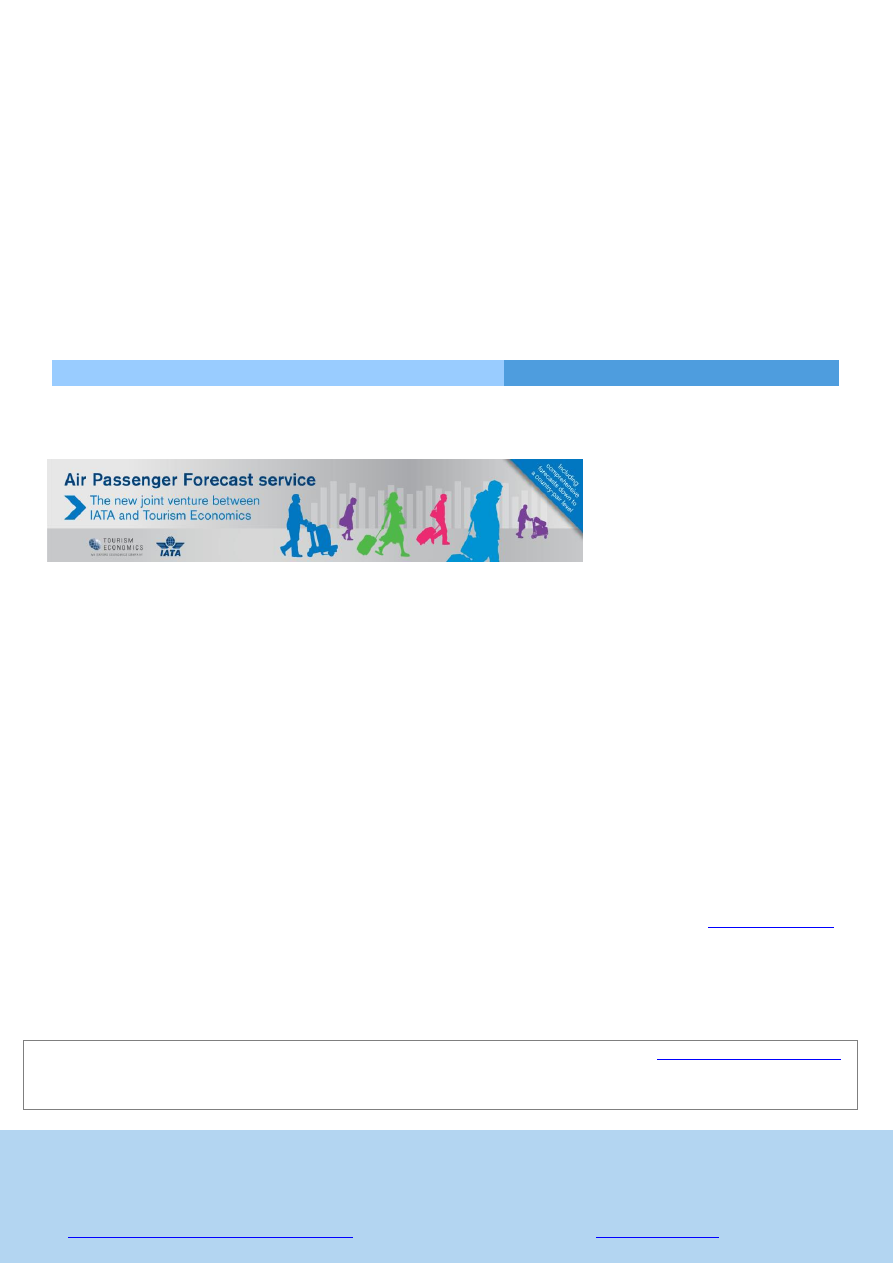 Air Passenger Forecast service
The new joint venture between
IATA and Tourism Economics
TOURISM
ECONOMICS
IATA
Including
comprehensive
forecasts down to
a country-pair level